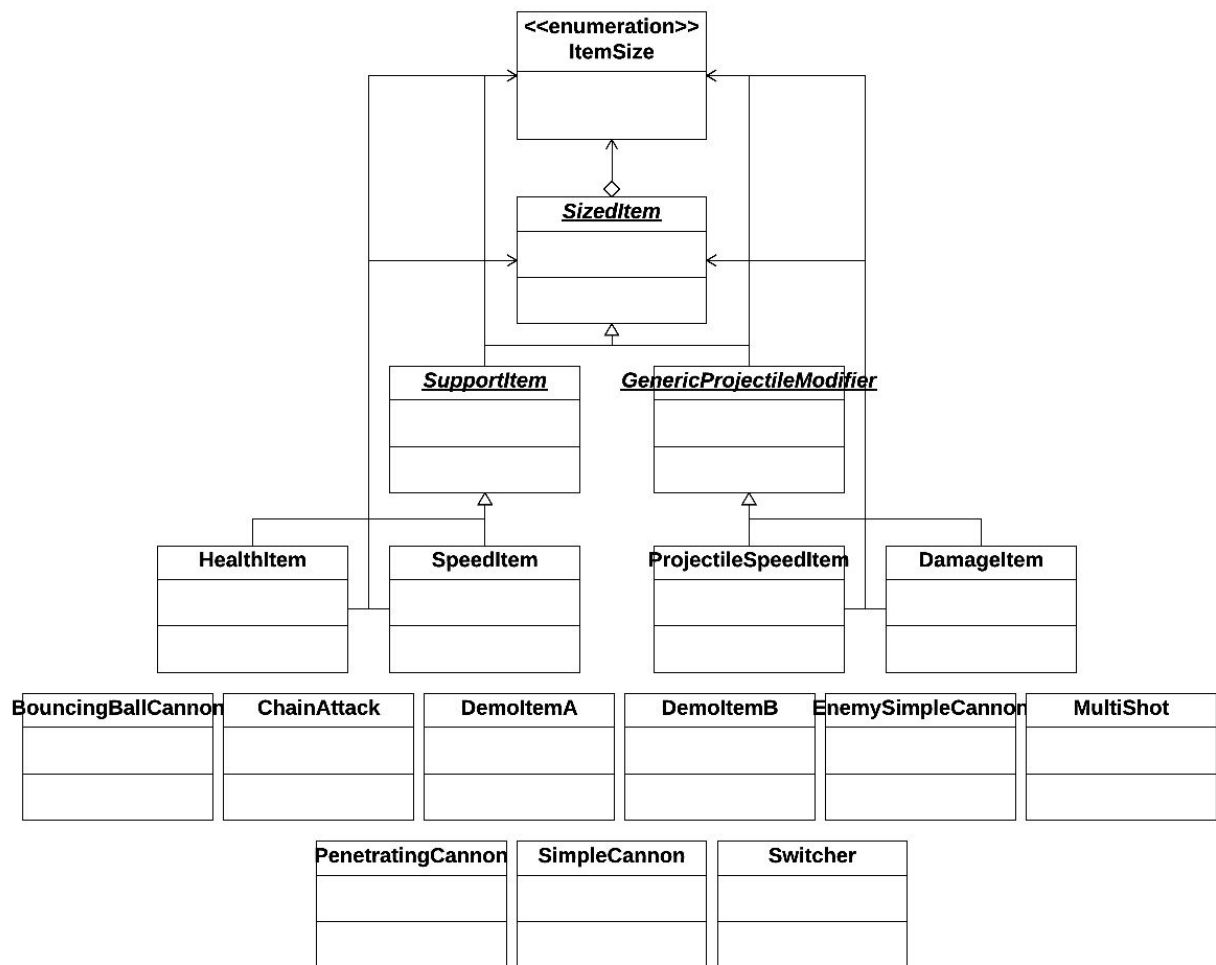 <<enumeration>>
ItemSize
SizedItem
SupportItem
GenericProjectileModifier
HealthItem
SpeedItem
ProjectileSpeedItem
DamageItem
BouncingBallCannon
ChainAttack
DemoItemA
DemoItemB
EnemySimpleCannon
MultiShot
PenetratingCannon
SimpleCannon
Switcher